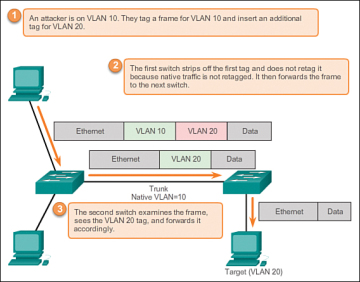 1
An attacker is on VLAN 10. They tag a frame for VLAN 10 and insert an additional
tag for VLAN 20.
2
The first switch strips off the first tag and does not retag it
because native traffic is not retagged. It then forwards the frame
to the next switch.
Ethernet VLAN 10 VLAN 20 Data
Ethernet VLAN 20 Data
Trunk
Native VLAN=10
3
The second switch examines the frame,
sees the VLAN 20 tag, and forwards it
accordingly.
Ethernet Data
Target (VLAN 20)